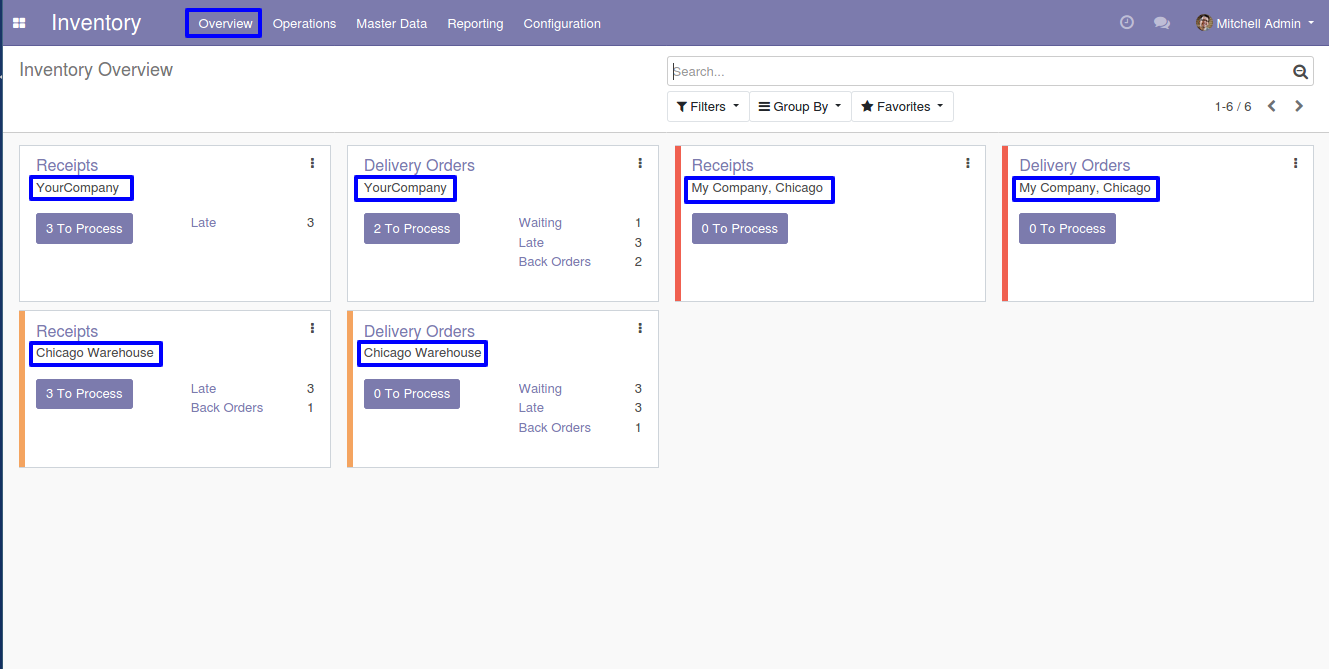 Inventory Overview Operations Master Data Reporting Configuration Mitchell Admin
Inventory Overview
Search...
Filters Group By Favorites 1-6 / 6
Receipts
YourCompany
3 To Process
Late 3
Delivery Orders
YourCompany
2 To Process
Waiting 1
Late 3
Back Orders 2
Receipts
My Company, Chicago
0 To Process
Delivery Orders
My Company, Chicago
0 To Process
Receipts
Chicago Warehouse
3 To Process
Late 3
Back Orders 1
Delivery Orders
Chicago Warehouse
0 To Process
Waiting 3
Late 3
Back Orders 1